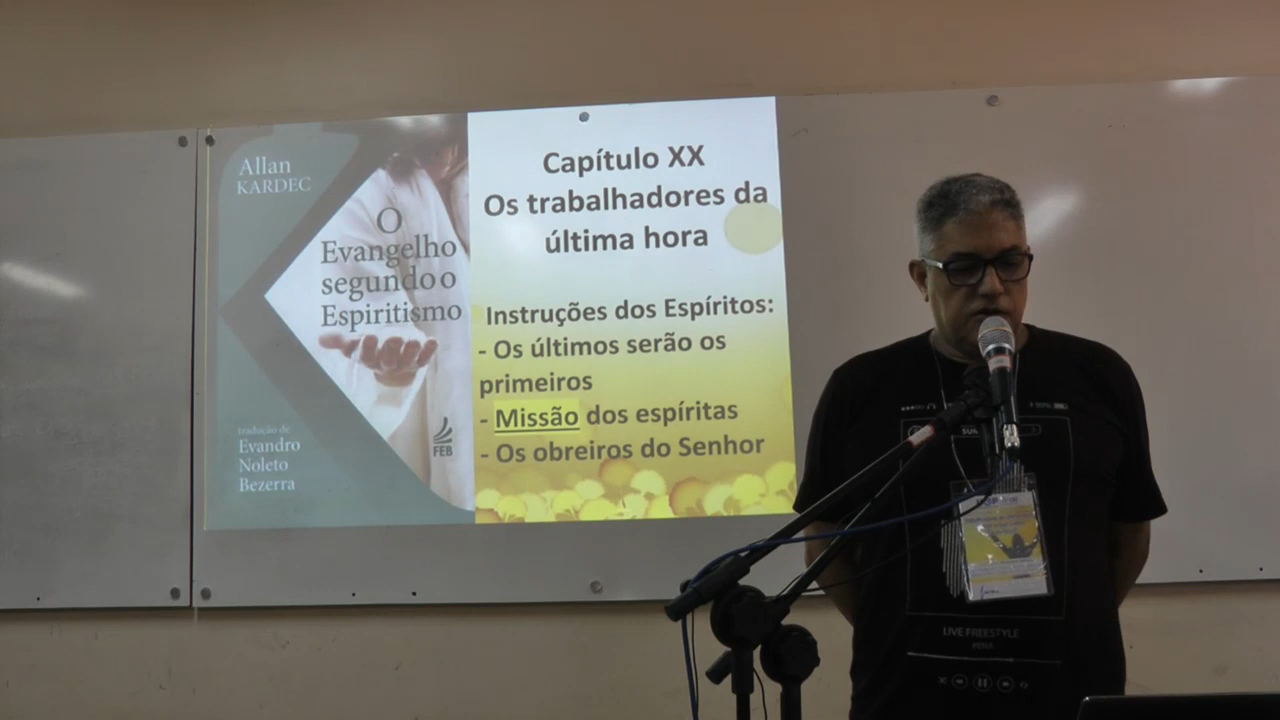 Allan
KARDEC
O
Evangelho
segundo o
Espiritismo
tradução de
Evandro
Noleto
Bezerra
FEB
Capítulo XX
Os trabalhadores da
última hora
Instruções dos Espíritos:
- Os últimos serão os
primeiros
- Missão dos espíritas
- Os obreiros do Senhor
LIVE FREESTYLE